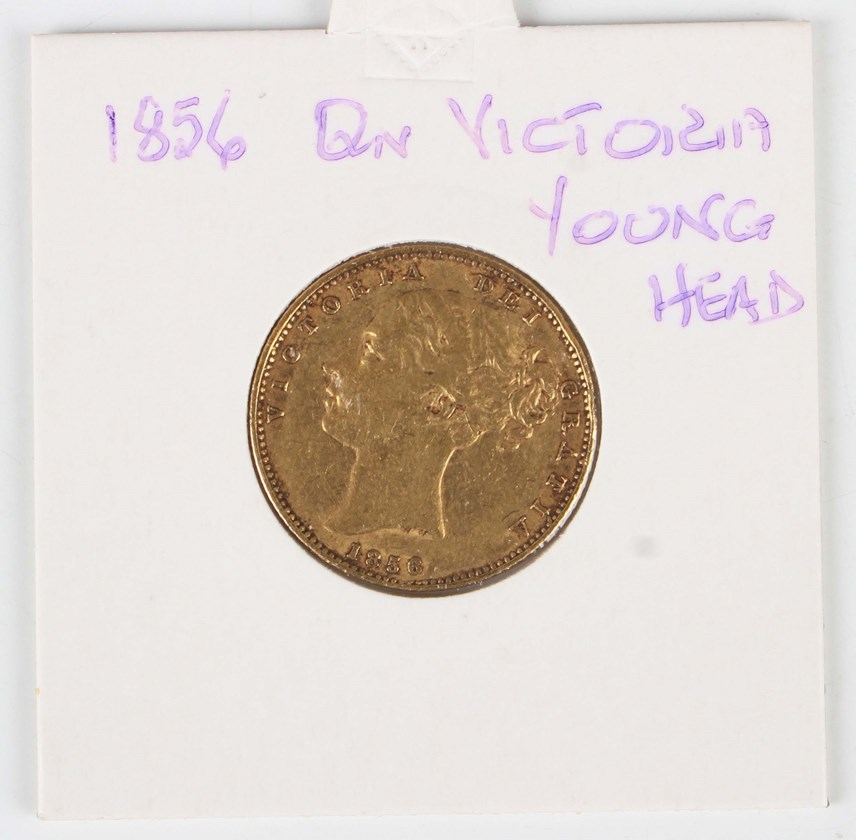 1856 QN VICTORIA
YOUNG
HEAD
VICTORIA DEI GRATIA
1856